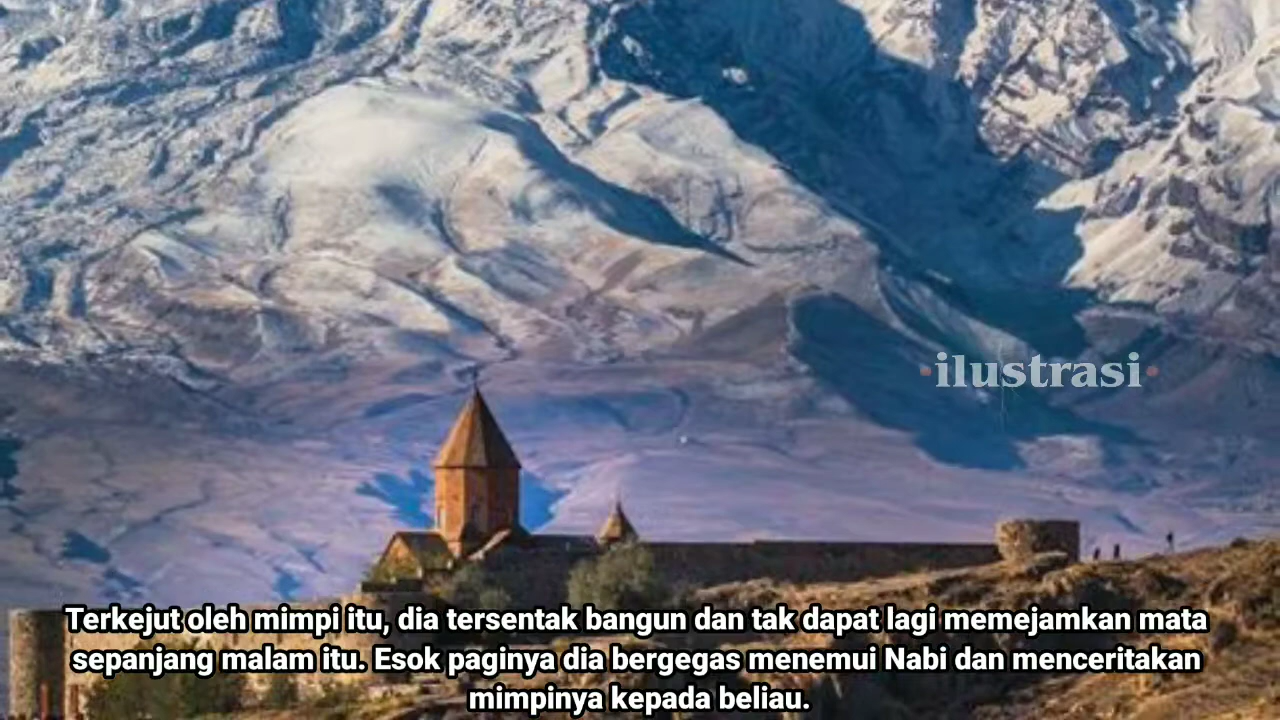 •ilustrasi•
Terkejut oleh mimpi itu, dia tersentak bangun dan tak dapat lagi memejamkan mata
sepanjang malam itu. Esok paginya dia bergegas menemui Nabi dan menceritakan
mimpinya kepada beliau.